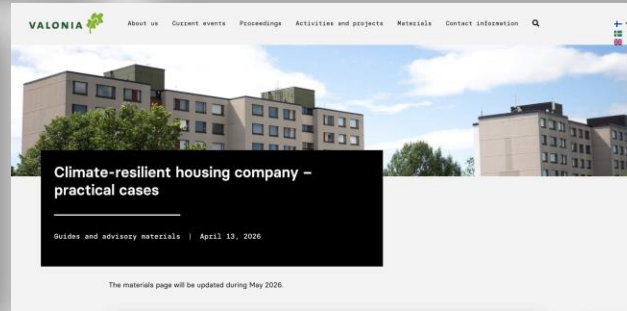 VALONIA
About us Current events Proceedings Activities and projects Materials Contact information
Climate-resilient housing company –
practical cases
Guides and advisory materials | April 13, 2026
The materials page will be updated during May 2026.